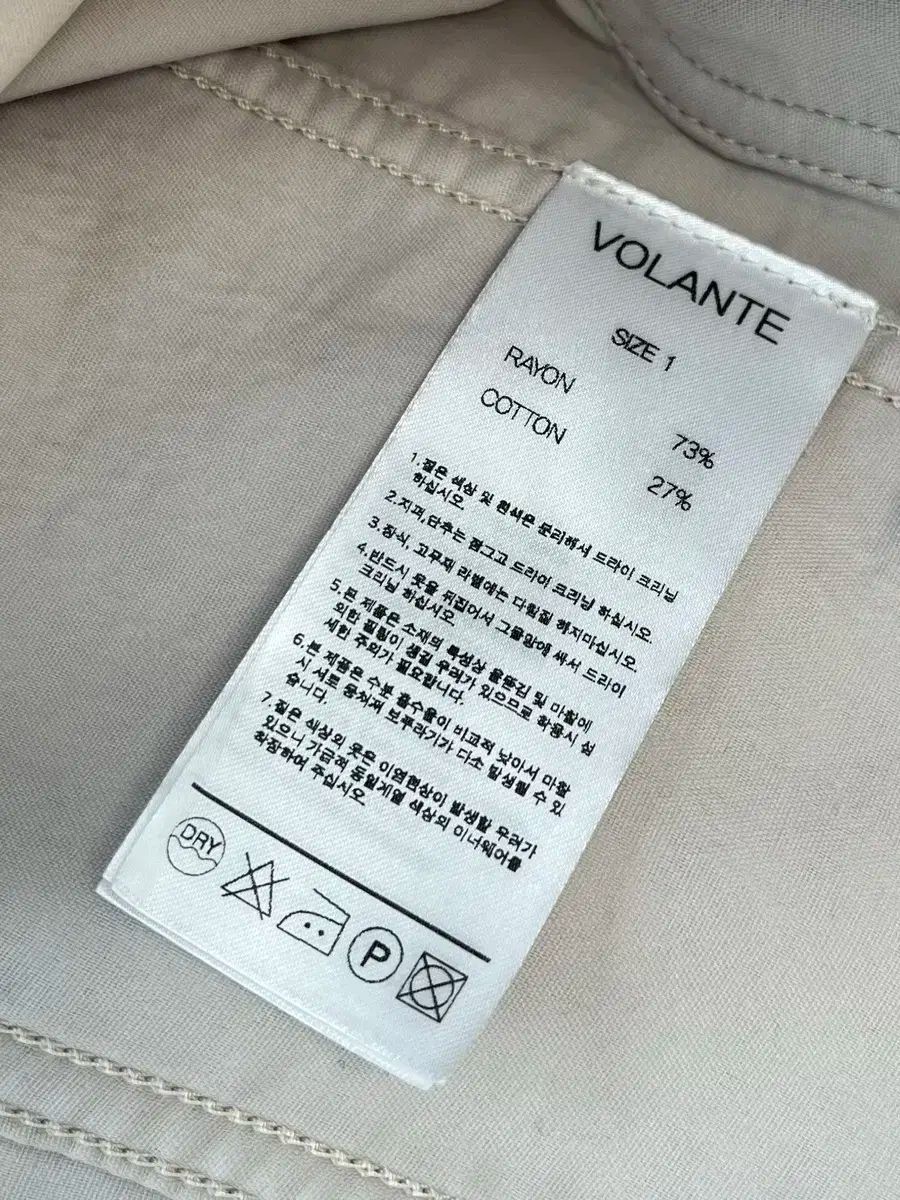 VOLANTE
SIZE 1
RAYON 73%
COTTON 27%
1.짙은 색상 및 흰색은 분리해서 드라이 크리닝
하십시오.
2.지퍼,단추는 잠그고 드라이 크리닝 하십시오.
3.장식, 고무재 라벨에는 다림질 하지마십시오.
4.반드시 옷을 뒤집어서 그물망에 싸서 드라이
크리닝 하십시오.
5.본 제품은 소재의 특성상 올뜯김 및 마찰에
의한 필링이 생길 우려가 있으므로 착용시 섬
세한 주의가 필요합니다.
6.본 제품은 수분 흡수율이 비교적 낮아서 마찰
시 서로 뭉쳐져 보푸라기가 다소 발생될 수 있
습니다.
7.짙은 색상의 옷은 이염현상이 발생할 우려가
있으니 가급적 동일계열 색상의 이너웨어를
착장하여 주십시오.
DRY
P